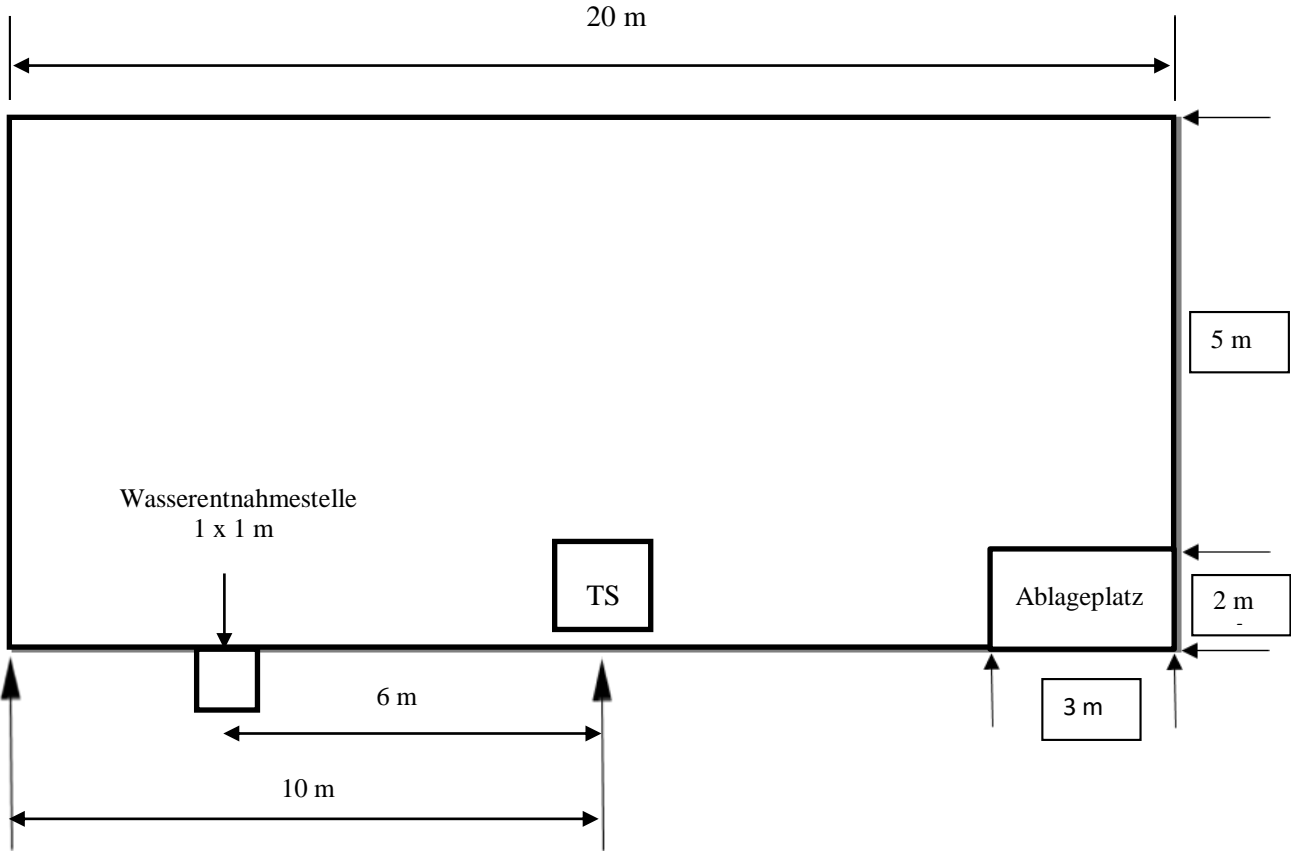 20 m
5 m
Wasserentnahmestelle
1 x 1 m
TS
Ablageplatz
2 m
-
6 m
3 m
10 m